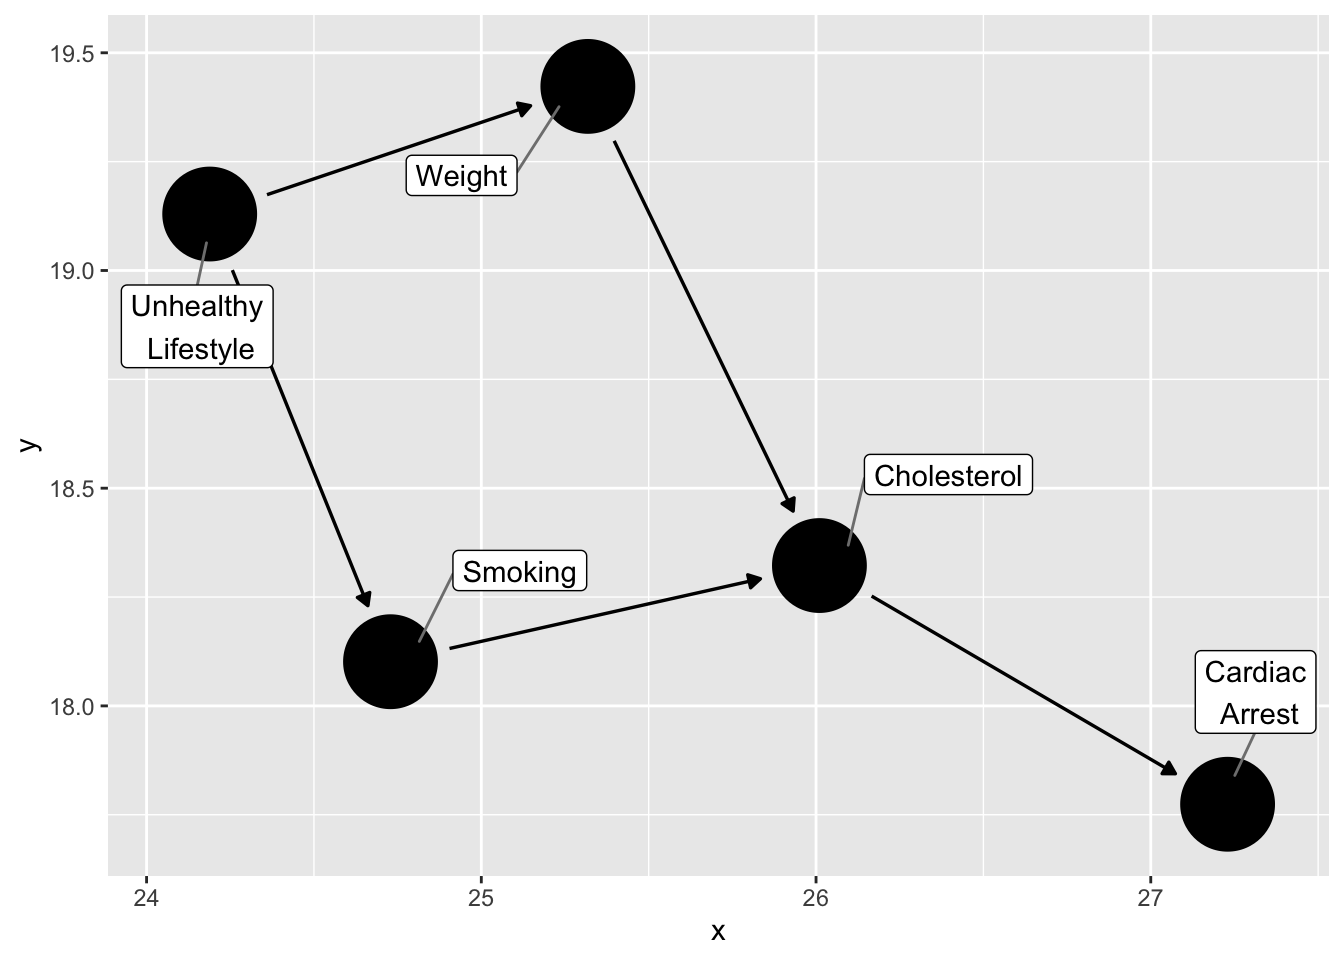 19.5
19.0
18.5
18.0
y
Weight
Unhealthy
Lifestyle
Cholesterol
Smoking
Cardiac
Arrest
24
25
26
27
x